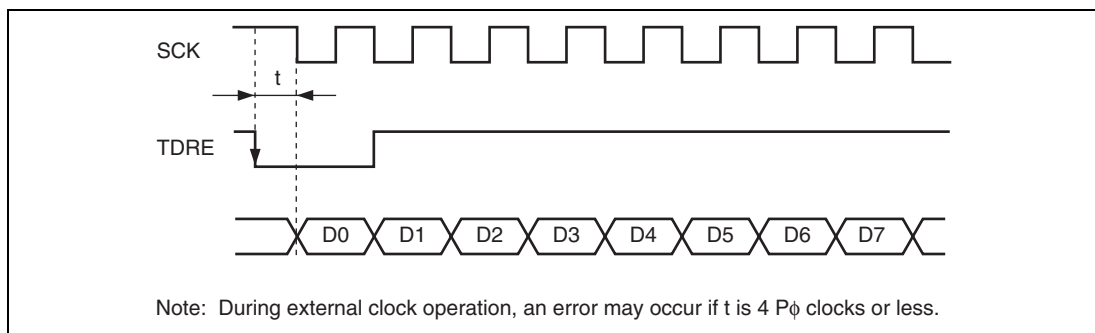 SCK
t
TDRE
D0 D1 D2 D3 D4 D5 D6 D7
Note: During external clock operation, an error may occur if t is 4 Pϕ clocks or less.